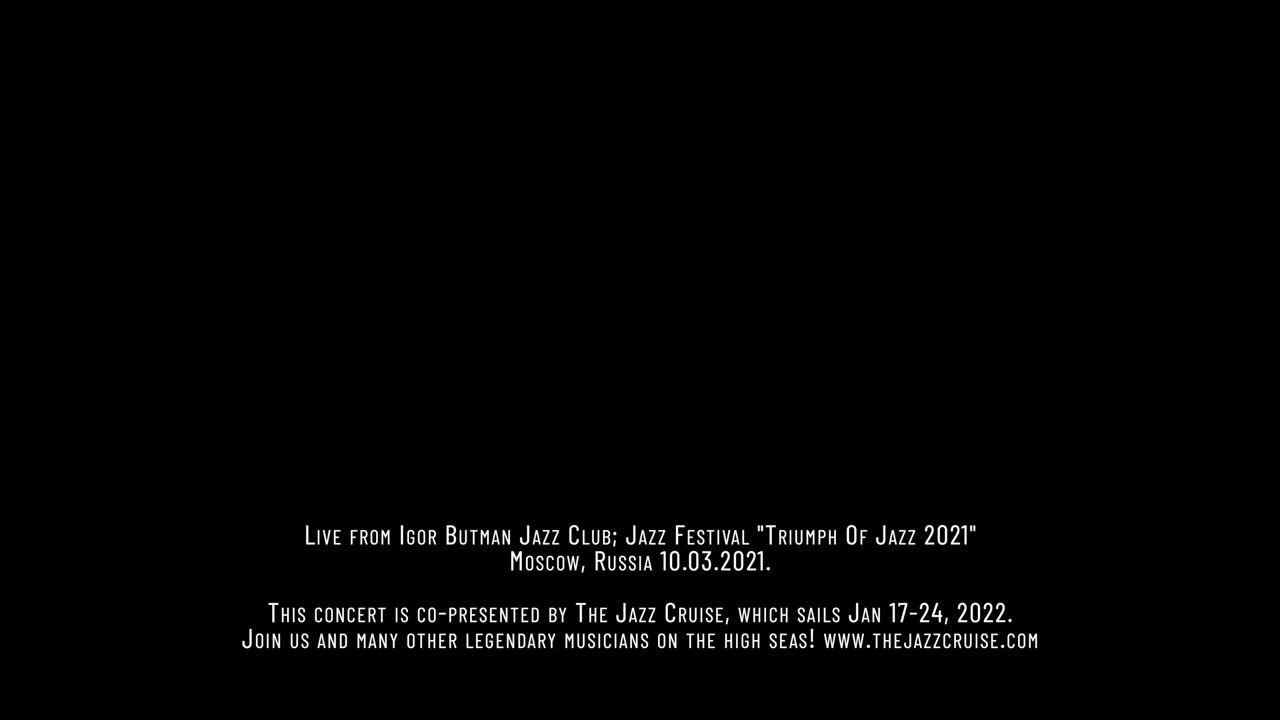 Live from Igor Butman Jazz Club; Jazz Festival "Triumph Of Jazz 2021"
Moscow, Russia 10.03.2021.
This concert is co-presented by The Jazz Cruise, which sails Jan 17-24, 2022.
Join us and many other legendary musicians on the high seas! www.thejazzcruise.com